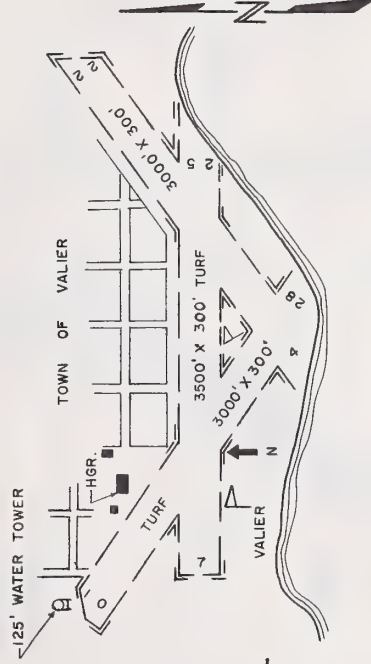 125' WATER TOWER
HGR.
TOWN OF VALIER
22
3000' X 300'
TURF
3500' X 300' TURF
25
7
3000' X 300'
28
4
N
VALIER
N